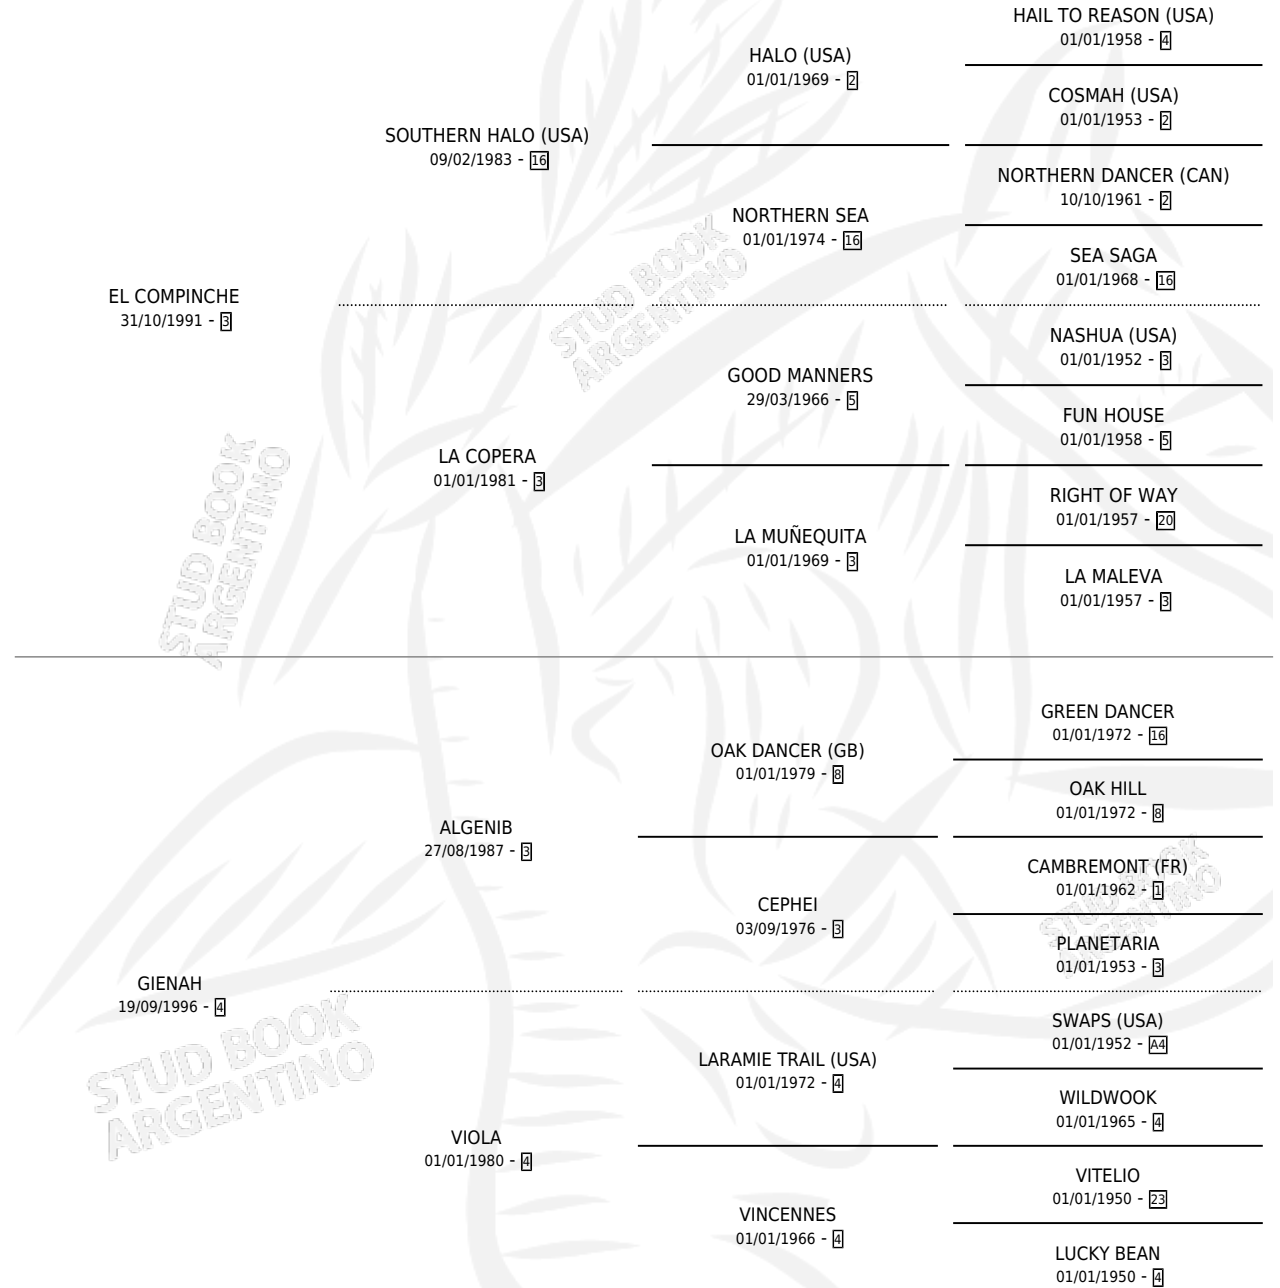 HAIL TO REASON (USA)
01/01/1958 - 4
HALO (USA)
01/01/1969 - 2
COSMAH (USA)
01/01/1953 - 2
SOUTHERN HALO (USA)
09/02/1983 - 16
NORTHERN DANCER (CAN)
10/10/1961 - 2
NORTHERN SEA
01/01/1974 - 16
SEA SAGA
01/01/1968 - 16
EL COMPINCHE
31/10/1991 - 3
NASHUA (USA)
01/01/1952 - 3
GOOD MANNERS
29/03/1966 - 5
FUN HOUSE
01/01/1958 - 5
LA COPERA
01/01/1981 - 3
RIGHT OF WAY
01/01/1957 - 20
LA MUÑEQUITA
01/01/1969 - 3
LA MALEVA
01/01/1957 - 3
STUD BOOK
ARGENTINO
STUD BOOK
ARGENTINO
GREEN DANCER
01/01/1972 - 16
OAK DANCER (GB)
01/01/1979 - 8
OAK HILL
01/01/1972 - 8
ALGENIB
27/08/1987 - 3
CAMBREMONT (FR)
01/01/1962 - 1
CEPHEI
03/09/1976 - 3
PLANETARIA
01/01/1953 - 3
STUD BOOK
ARGENTINO
GIENAH
19/09/1996 - 4
SWAPS (USA)
01/01/1952 - A4
LARAMIE TRAIL (USA)
01/01/1972 - 4
WILDWOOK
01/01/1965 - 4
VIOLA
01/01/1980 - 4
VITELIO
01/01/1950 - 23
VINCENNES
01/01/1966 - 4
LUCKY BEAN
01/01/1950 - 4
STUD BOOK
ARGENTINO